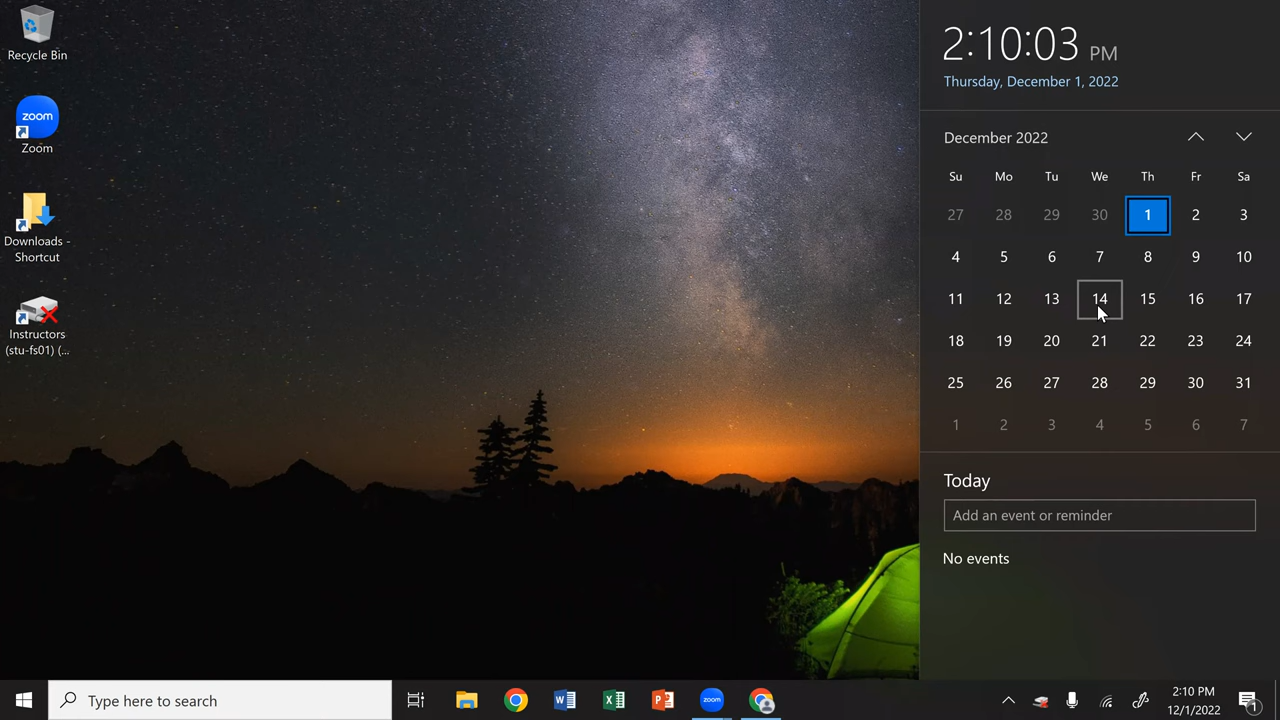 Recycle Bin
zoom
Zoom
Downloads -
Shortcut
Instructors
(stu-fs01) (...
2:10:03 PM
Thursday, December 1, 2022
December 2022
Su Mo Tu We Th Fr Sa
27 28 29 30 1 2 3
4 5 6 7 8 9 10
11 12 13 14 15 16 17
18 19 20 21 22 23 24
25 26 27 28 29 30 31
1 2 3 4 5 6 7
Today
Add an event or reminder
No events
Type here to search
W
X
P
zoom
2:10 PM
12/1/2022
1